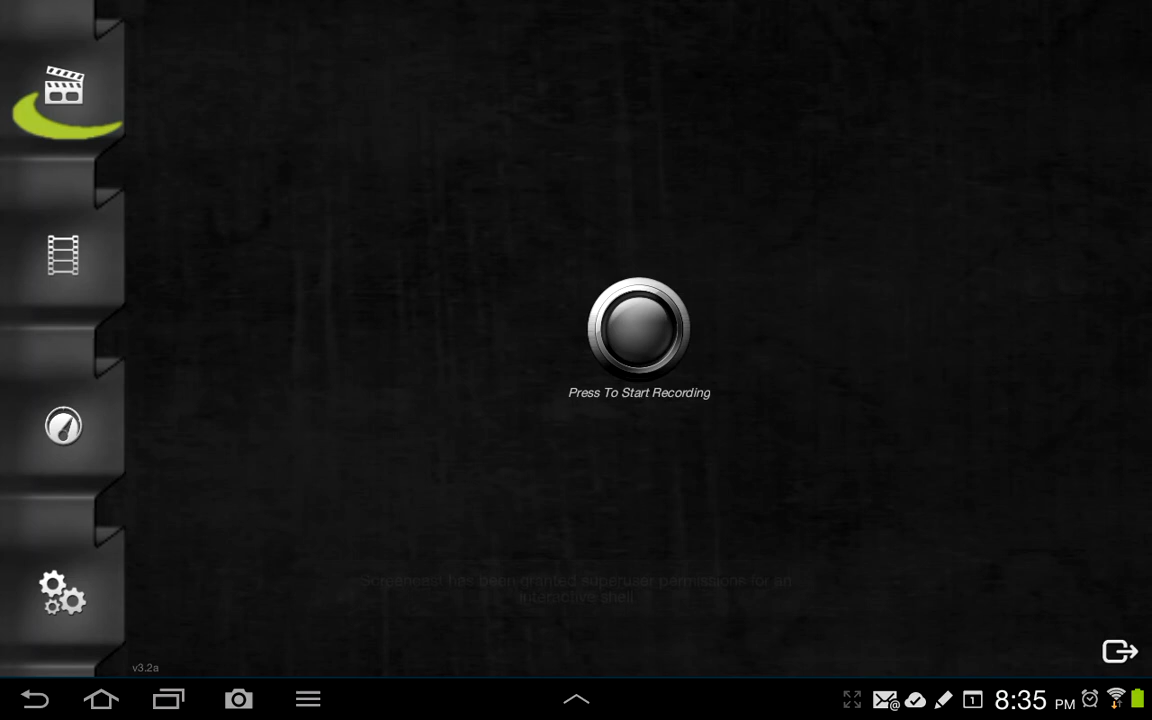 Press To Start Recording
Screencast has been granted superuser permissions for an
interactive shell.
v3.2a
@
1
8:35 PM